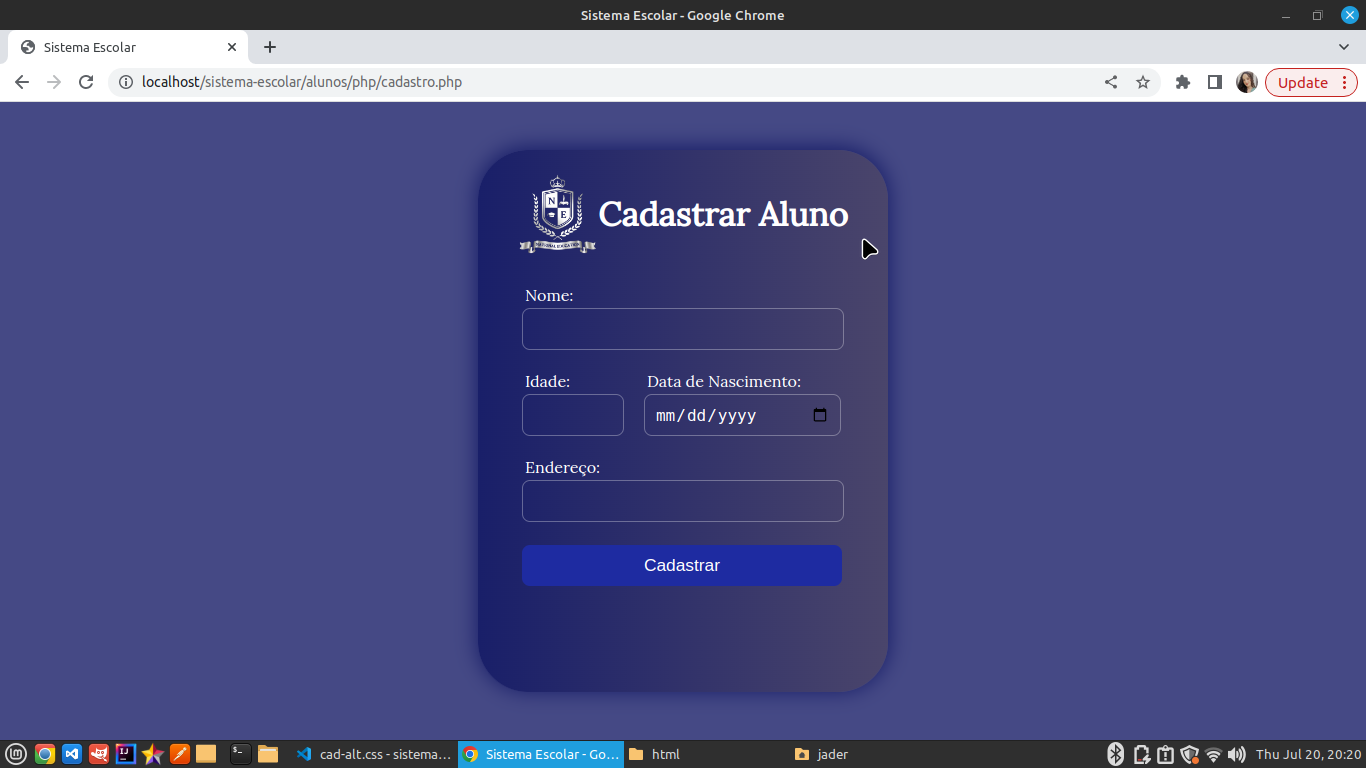 Sistema Escolar - Google Chrome
Sistema Escolar
localhost/sistema-escolar/alunos/php/cadastro.php
Update
N
E
NATIONAL EDUCATION
Cadastrar Aluno
Nome:
Idade:
Data de Nascimento:
mm/dd/yyyy
Endereço:
Cadastrar
cad-alt.css - sistema...
Sistema Escolar - Go...
html
jader
Thu Jul 20, 20:20